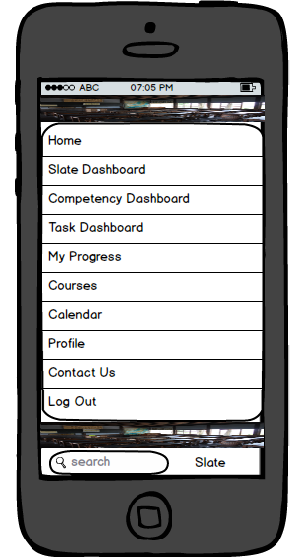 ABC 07:05 PM
Home
Slate Dashboard
Competency Dashboard
Task Dashboard
My Progress
Courses
Calendar
Profile
Contact Us
Log Out
search Slate